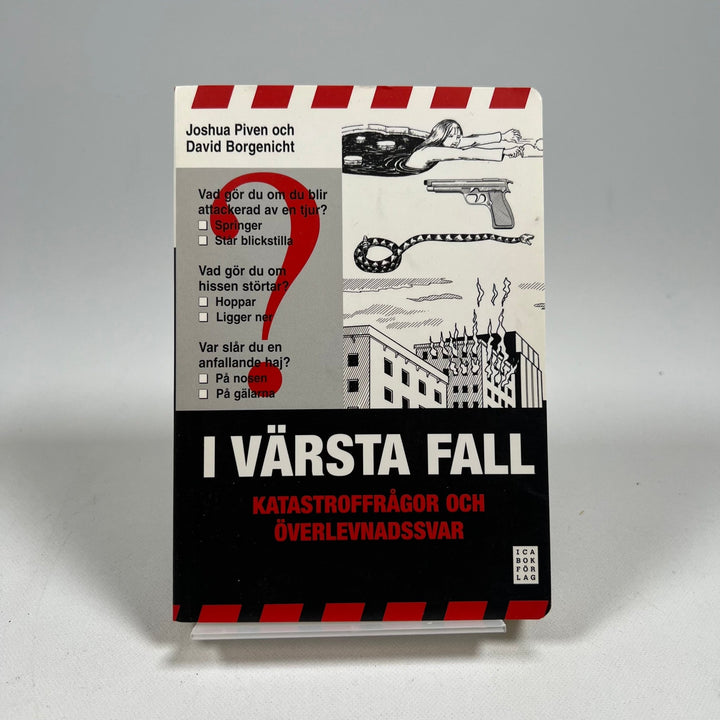 Joshua Piven och
David Borgenicht
Vad gör du om du blir
attackerad av en tjur?
Springer
Står blickstilla
Vad gör du om
hissen störtar?
Hoppar
Ligger ner
Var slår du en
anfallande haj?
På nosen
På gälarna
I VÄRSTA FALL
KATASTROFFRÅGOR OCH
ÖVERLEVNADSSVAR
ICA
BOK
FÖR
LAG